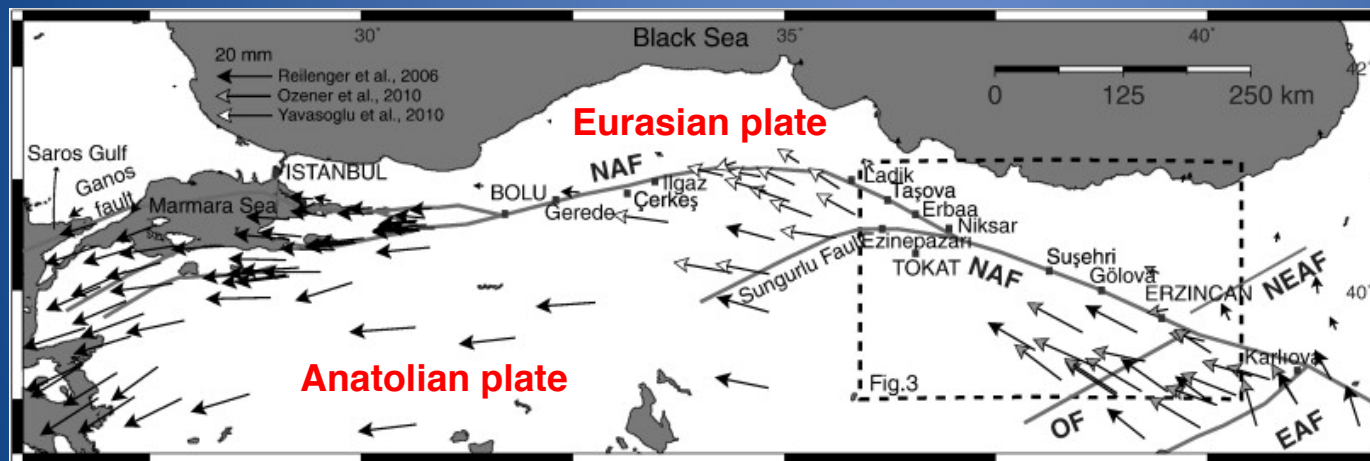 30°
35°
40°
Black Sea
42°
20 mm
Reilenger et al., 2006
Ozener et al., 2010
Yavasoglu et al., 2010
0 125 250 km
Eurasian plate
Saros Gulf
Ganos
fault
ISTANBUL
Marmara Sea
BOLU
Gerede
NAF
Ilgaz
Çerkeş
Ladik
Taşova
Erbaa
Niksar
Ezinepazarı
Sungurlu Fault
TOKAT
NAF
Suşehri
Gölova
ERZINCAN
NEAF
40°
Karlıova
Anatolian plate
Fig.3
OF
EAF